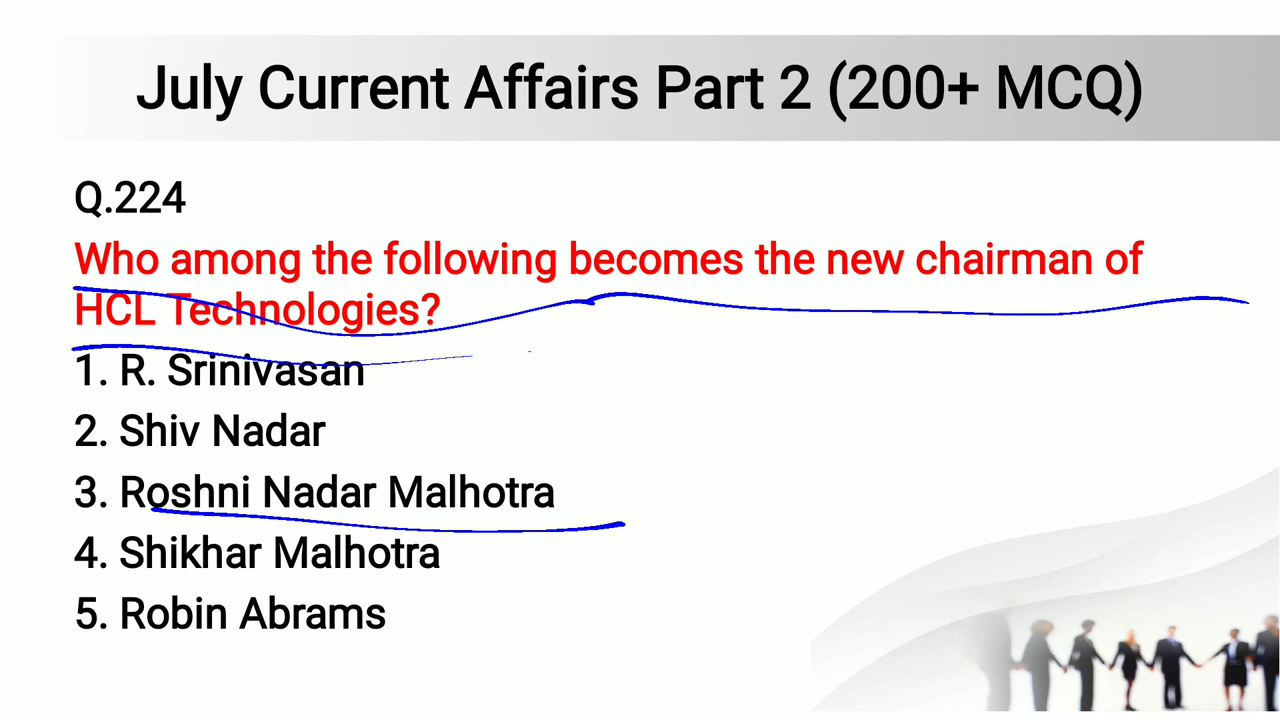 July Current Affairs Part 2 (200+ MCQ)
Q.224
Who among the following becomes the new chairman of
HCL Technologies?
1. R. Srinivasan
2. Shiv Nadar
3. Roshni Nadar Malhotra
4. Shikhar Malhotra
5. Robin Abrams